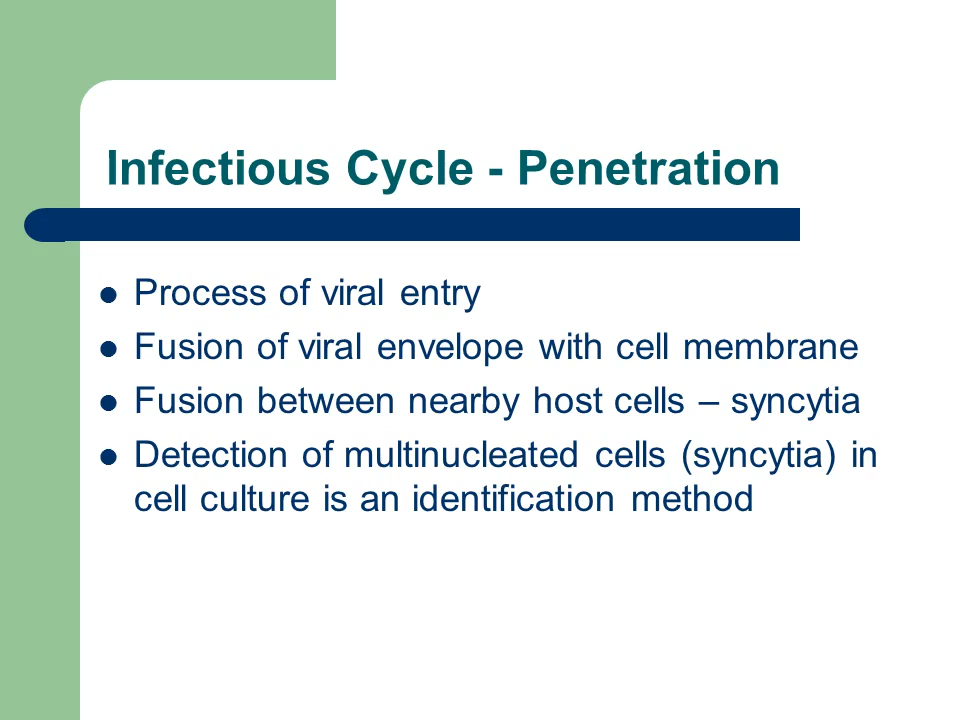 Infectious Cycle - Penetration
Process of viral entry
Fusion of viral envelope with cell membrane
Fusion between nearby host cells – syncytia
Detection of multinucleated cells (syncytia) in
cell culture is an identification method